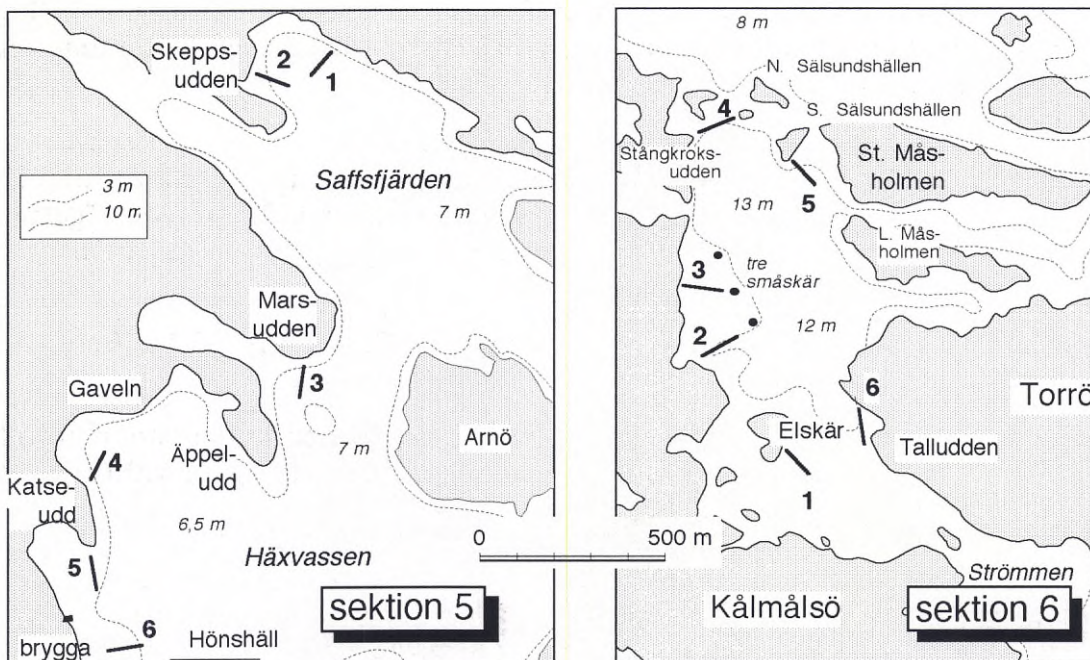 Skepps-
udden
2
1
3 m
10 m
Saffsfjärden
7 m
Mars-
udden
3
Gaveln
Äppel-
udd
7 m
Arnö
4
Katse-
udd
6,5 m
Häxvassen
5
6
brygga
Hönshäll
sektion 5
0
500 m
8 m
N. Sälsundshällen
4
S. Sälsundshällen
Stångkroks-
udden
St. Mås-
holmen
5
13 m
L. Mås-
holmen
3
tre
småskär
2
12 m
6
Torrö
Elskär
Talludden
1
Strömmen
Kålmålsö
sektion 6